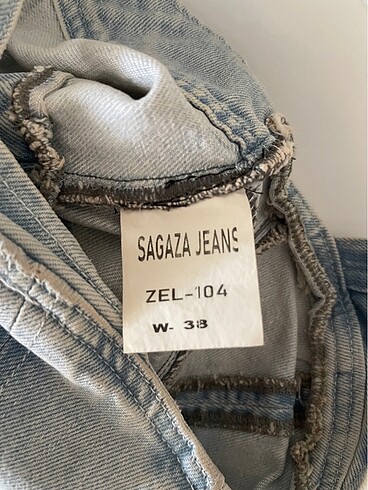 SAGAZA JEANS
ZEL-104
W- 38